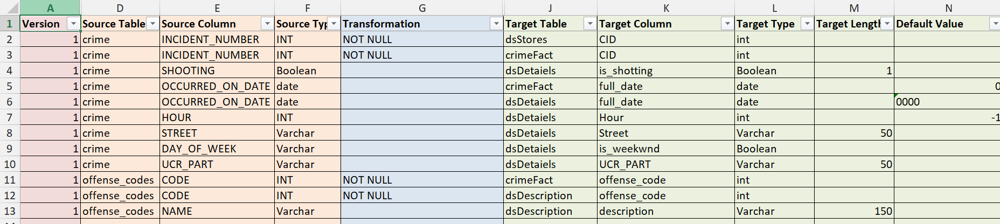 A D E F G J K L M N
1 Version Source Table Source Column Source Typ Transformation Target Table Target Column Target Type Target Length Default Value
2 1 crime INCIDENT_NUMBER INT NOT NULL dsStores CID int
3 1 crime INCIDENT_NUMBER INT NOT NULL crimeFact CID int
4 1 crime SHOOTING Boolean dsDetaiels is_shotting Boolean 1
5 1 crime OCCURRED_ON_DATE date crimeFact full_date date 0
6 1 crime OCCURRED_ON_DATE date dsDetaiels full_date date 0000
7 1 crime HOUR INT dsDetaiels Hour int -1
8 1 crime STREET Varchar dsDetaiels Street Varchar 50
9 1 crime DAY_OF_WEEK Varchar dsDetaiels is_weekwnd Boolean
10 1 crime UCR_PART Varchar dsDetaiels UCR_PART Varchar 50
11 1 offense_codes CODE INT NOT NULL crimeFact offense_code int
12 1 offense_codes CODE INT NOT NULL dsDescription offense_code int
13 1 offense_codes NAME Varchar dsDescription description Varchar 150